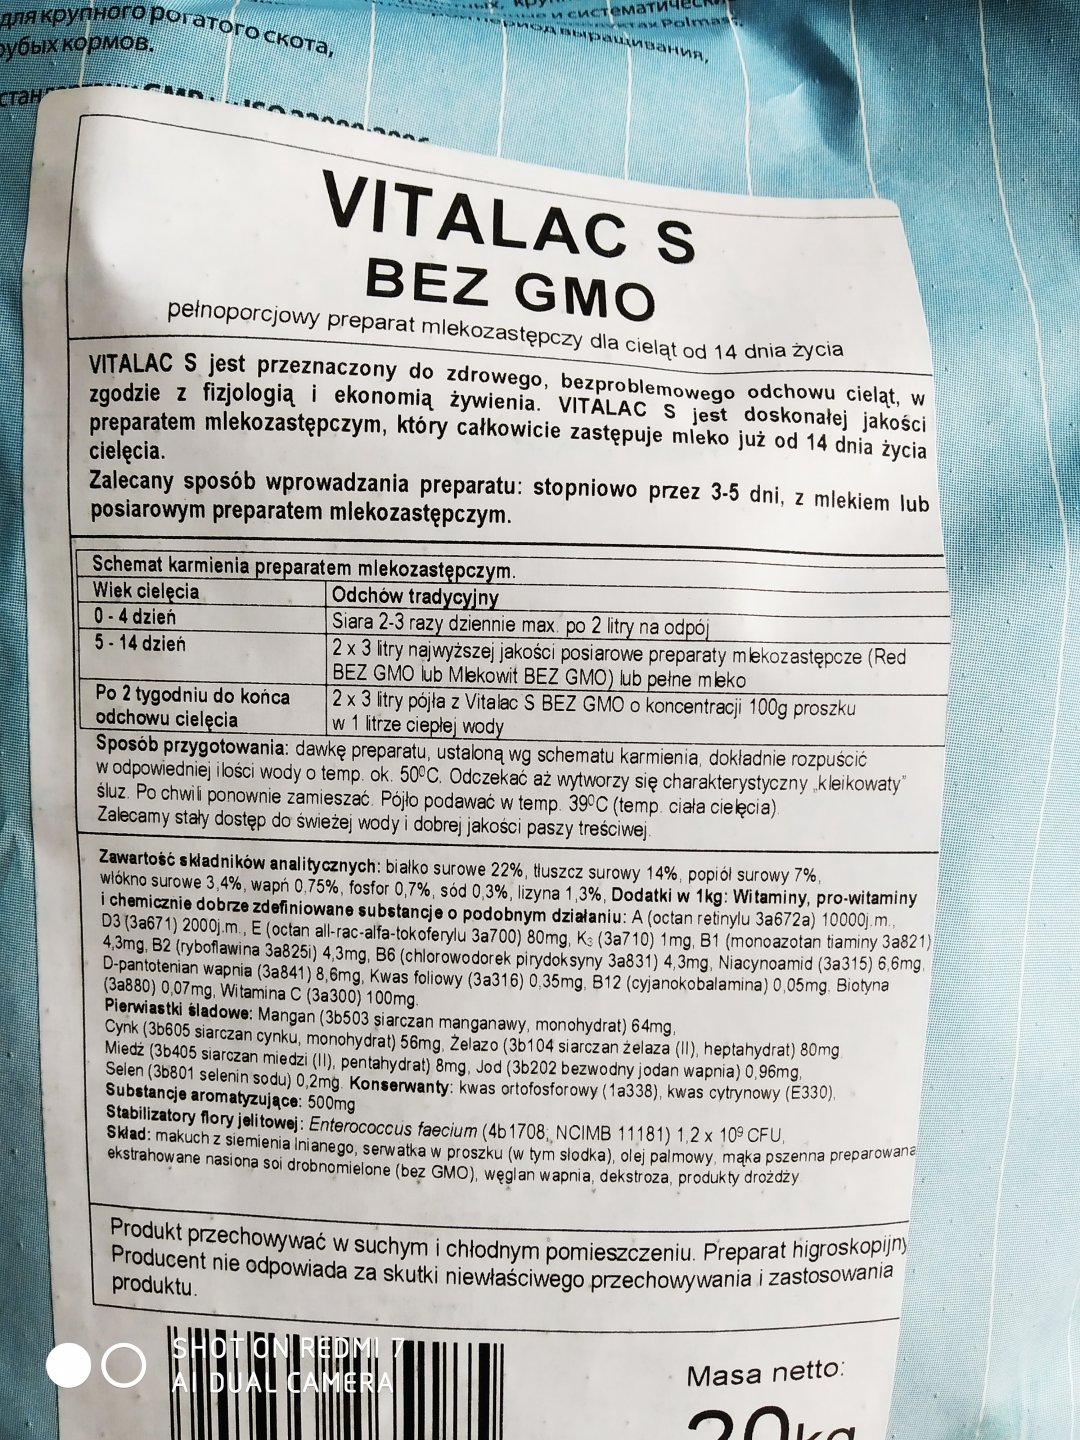 для крупного рогатого скота,
рубых кормов.
и систематически
Polmass,
выращивания,
VITALAC S
BEZ GMO
pełnoporcjowy preparat mlekozastępczy dla cieląt od 14 dnia życia
VITALAC S jest przeznaczony do zdrowego, bezproblemowego odchowu cieląt, w
zgodzie z fizjologią i ekonomią żywienia. VITALAC S jest doskonałej jakości
preparatem mlekozastępczym, który całkowicie zastępuje mleko już od 14 dnia życia
cielęcia.
Zalecany sposób wprowadzania preparatu: stopniowo przez 3-5 dni, z mlekiem lub
posiarowym preparatem mlekozastępczym.
Schemat karmienia preparatem mlekozastępczym.
Wiek cielęcia Odchów tradycyjny
0 - 4 dzień Siara 2-3 razy dziennie max. po 2 litry na odpój
5 - 14 dzień 2 x 3 litry najwyższej jakości posiarowe preparaty mlekozastępcze (Red
BEZ GMO lub Mlekowit BEZ GMO) lub pełne mleko
Po 2 tygodniu do końca 2 x 3 litry pójła z Vitalac S BEZ GMO o koncentracji 100g proszku
odchowu cielęcia w 1 litrze ciepłej wody
Sposób przygotowania: dawkę preparatu, ustaloną wg schematu karmienia, dokładnie rozpuścić
w odpowiedniej ilości wody o temp. ok. 50⁰C. Odczekać aż wytworzy się charakterystyczny „kleikowaty”
śluz. Po chwili ponownie zamieszać. Pójło podawać w temp. 39⁰C (temp. ciała cielęcia).
Zalecamy stały dostęp do świeżej wody i dobrej jakości paszy treściwej.
Zawartość składników analitycznych: białko surowe 22%, tłuszcz surowy 14%, popiół surowy 7%,
włókno surowe 3,4%, wapń 0,75%, fosfor 0,7%, sód 0,3%, lizyna 1,3%, Dodatki w 1kg: Witaminy, pro-witaminy
i chemicznie dobrze zdefiniowane substancje o podobnym działaniu: A (octan retinylu 3a672a) 10000j.m.,
D3 (3a671) 2000j.m., E (octan all-rac-alfa-tokoferylu 3a700) 80mg, K₃ (3a710) 1mg, B1 (monoazotan tiaminy 3a821)
4,3mg, B2 (ryboflawina 3a825i) 4,3mg, B6 (chlorowodorek pirydoksyny 3a831) 4,3mg, Niacynoamid (3a315) 6,6mg,
D-pantotenian wapnia (3a841) 8,6mg, Kwas foliowy (3a316) 0,35mg, B12 (cyjanokobalamina) 0,05mg, Biotyna
(3a880) 0,07mg, Witamina C (3a300) 100mg.
Pierwiastki śladowe: Mangan (3b503 siarczan manganawy, monohydrat) 64mg,
Cynk (3b605 siarczan cynku, monohydrat) 56mg, Żelazo (3b104 siarczan żelaza (II), heptahydrat) 80mg,
Miedź (3b405 siarczan miedzi (II), pentahydrat) 8mg, Jod (3b202 bezwodny jodan wapnia) 0,96mg,
Selen (3b801 selenin sodu) 0,2mg. Konserwanty: kwas ortofosforowy (1a338), kwas cytrynowy (E330),
Substancje aromatyzujące: 500mg
Stabilizatory flory jelitowej: Enterococcus faecium (4b1708; NCIMB 11181) 1,2 x 10⁹ CFU,
Skład: makuch z siemienia lnianego, serwatka w proszku (w tym słodka), olej palmowy, mąka pszenna preparowana
ekstrahowane nasiona soi drobnomielone (bez GMO), węglan wapnia, dekstroza, produkty drożdży
Produkt przechowywać w suchym i chłodnym pomieszczeniu. Preparat higroskopijny
Producent nie odpowiada za skutki niewłaściwego przechowywania i zastosowania
produktu.
SHOT ON REDMI 7
AI DUAL CAMERA
Masa netto:
20kg